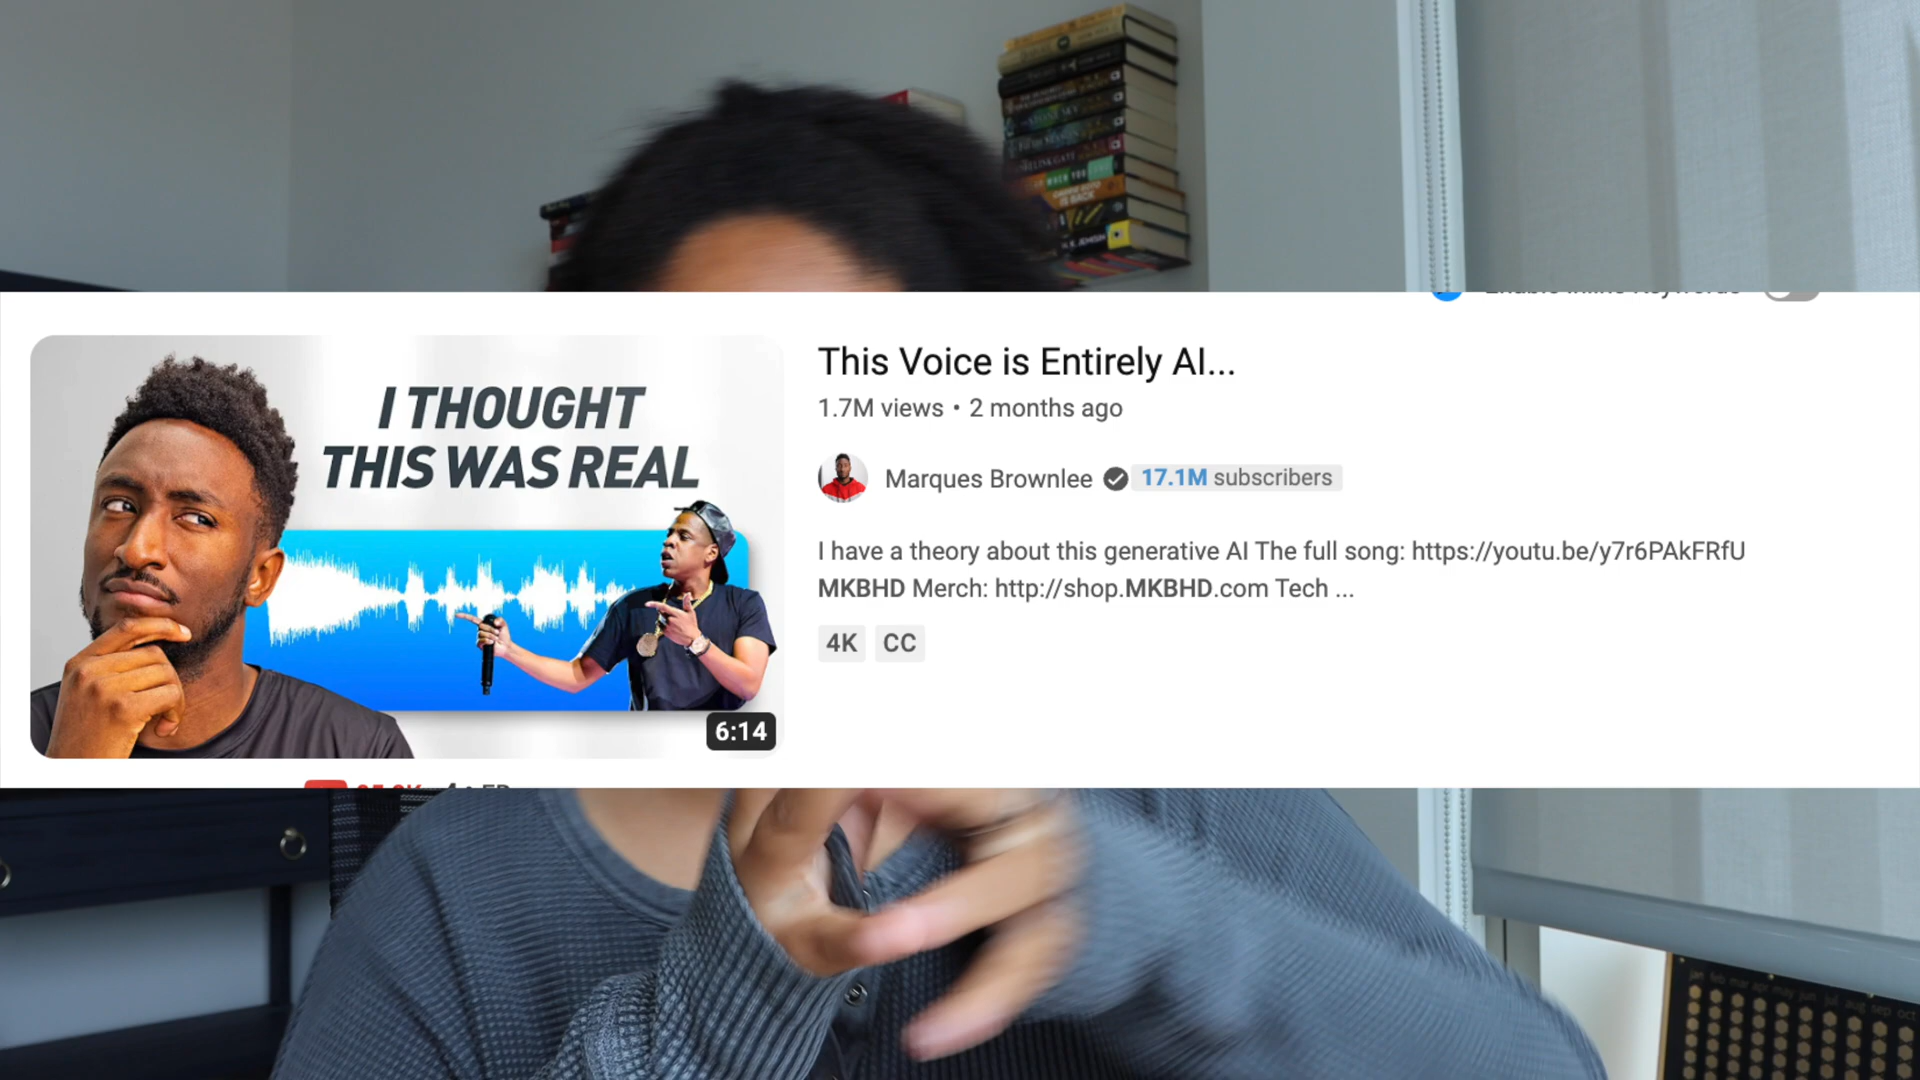 I THOUGHT
THIS WAS REAL
6:14
This Voice is Entirely AI...
1.7M views • 2 months ago
Marques Brownlee 17.1M subscribers
I have a theory about this generative AI The full song: https://youtu.be/y7r6PAkFRfU
MKBHD Merch: http://shop.MKBHD.com Tech ...
4K CC